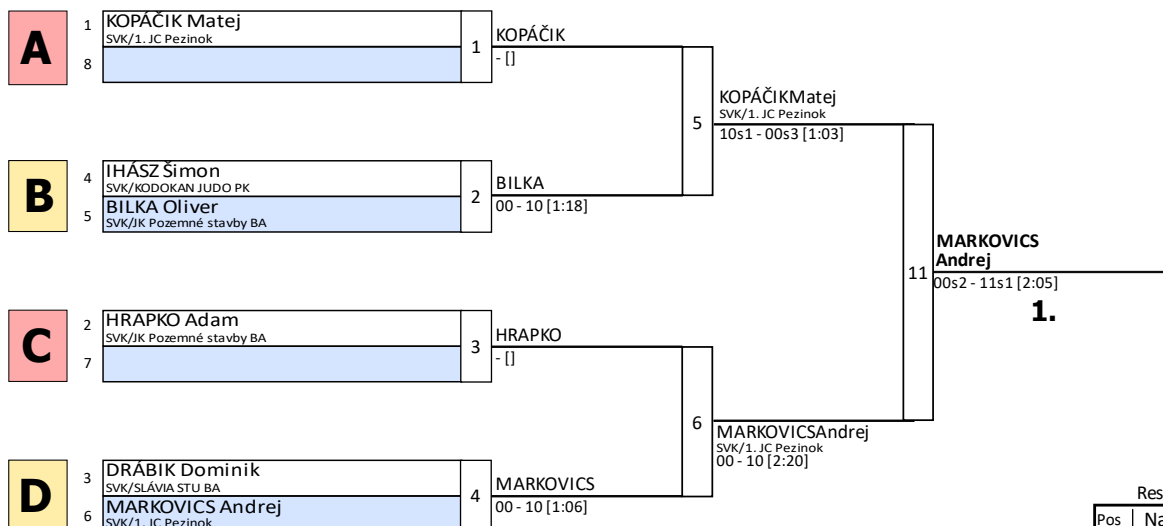 A
1 KOPÁČIK Matej
SVK/1. JC Pezinok
8
1
KOPÁČIK
- []
5
KOPÁČIKMatej
SVK/1. JC Pezinok
10s1 - 00s3 [1:03]
B
4 IHÁSZ Šimon
SVK/KODOKAN JUDO PK
5 BILKA Oliver
SVK/JK Pozemné stavby BA
2
BILKA
00 - 10 [1:18]
11
MARKOVICS
Andrej
00s2 - 11s1 [2:05]
1.
C
2 HRAPKO Adam
SVK/JK Pozemné stavby BA
7
3
HRAPKO
- []
6
MARKOVICSAndrej
SVK/1. JC Pezinok
00 - 10 [2:20]
D
3 DRÁBIK Dominik
SVK/SLÁVIA STU BA
6 MARKOVICS Andrej
SVK/1. JC Pezinok
4
MARKOVICS
00 - 10 [1:06]
Res
Pos Na